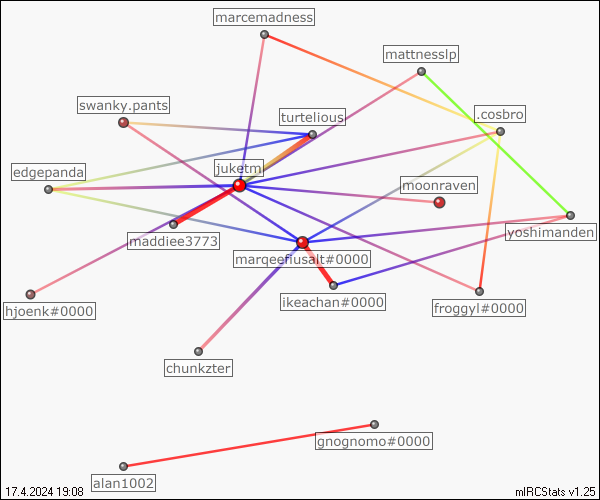 marcemadness
mattnesslp
swanky.pants
turtelious
.cosbro
edgepanda
juketm
moonraven
maddiee3773
yoshimanden
marqeefiusalt#0000
hjoenk#0000
ikeachan#0000
froggyl#0000
chunkzter
gnognomo#0000
alan1002
17.4.2024 19:08
mIRCStats v1.25